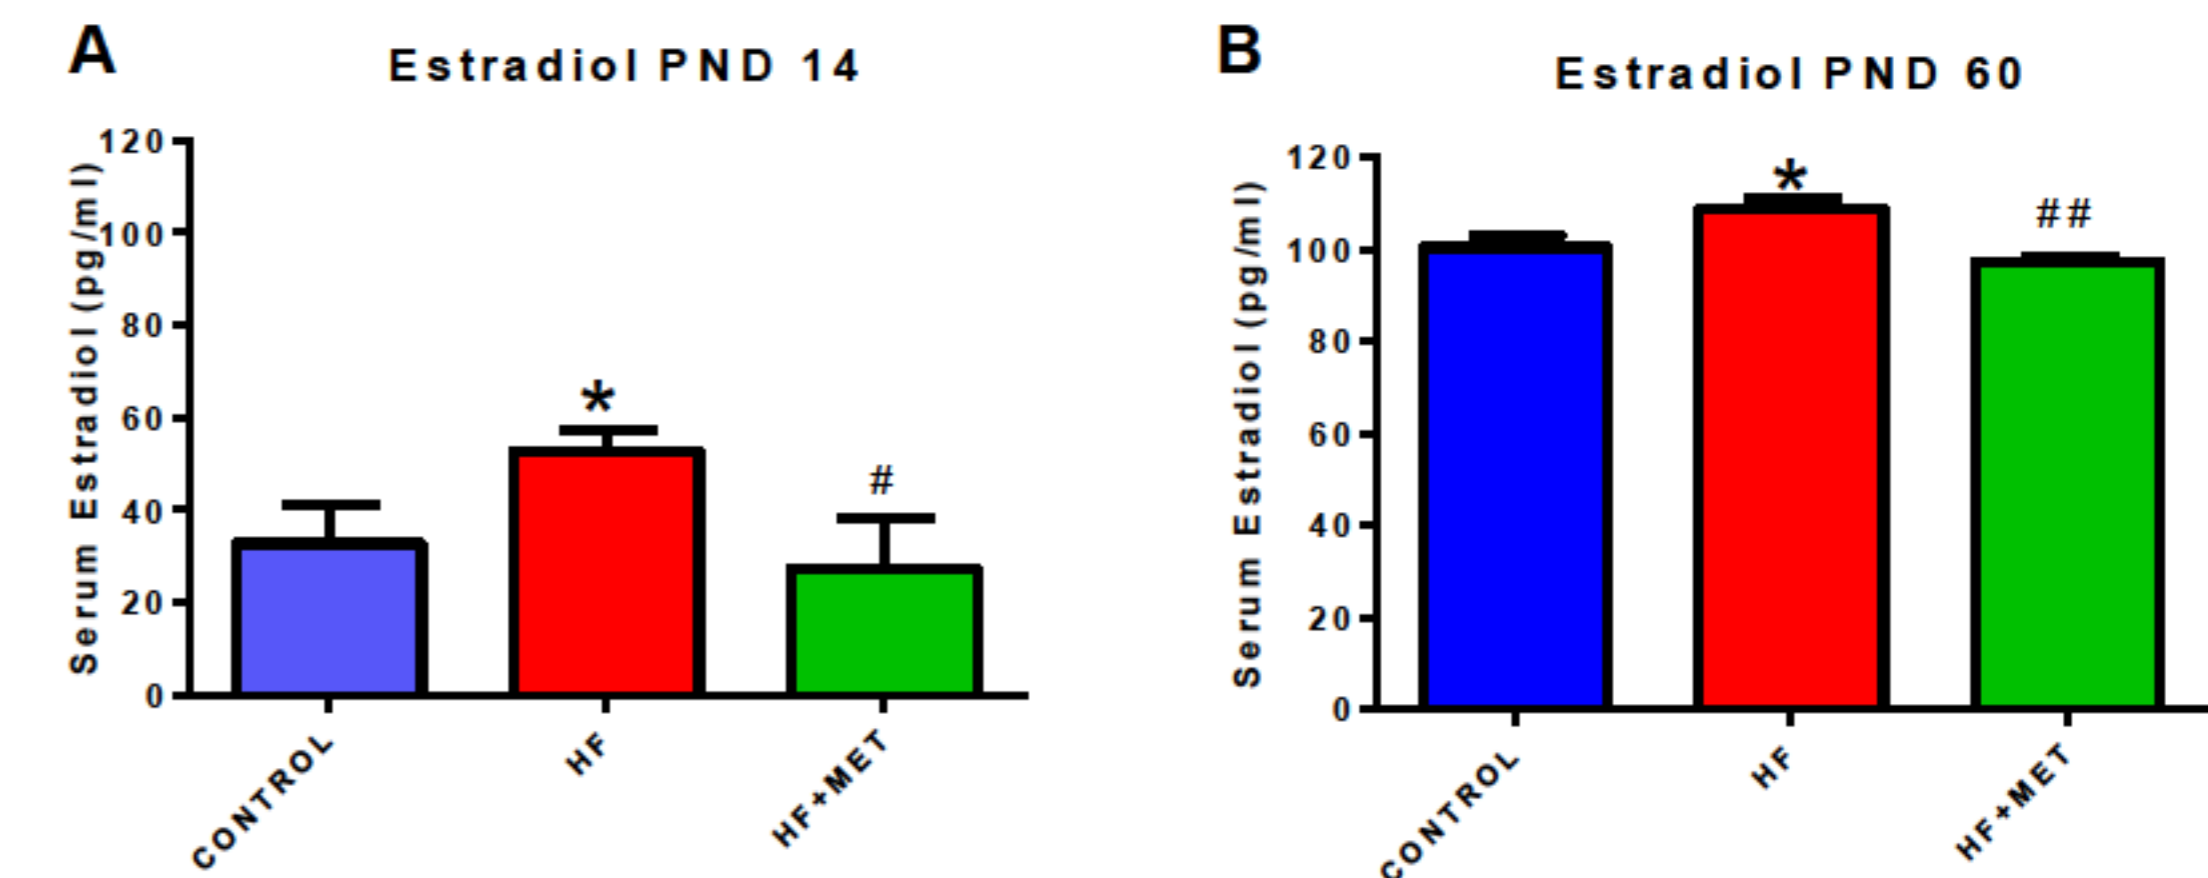 A
Estradiol PND 14
Serum Estradiol (pg/ml)
120
100
80
60
40
20
0
*
#
CONTROL
HF
HF+MET
B
Estradiol PND 60
Serum Estradiol (pg/ml)
120
100
80
60
40
20
0
*
##
CONTROL
HF
HF+MET